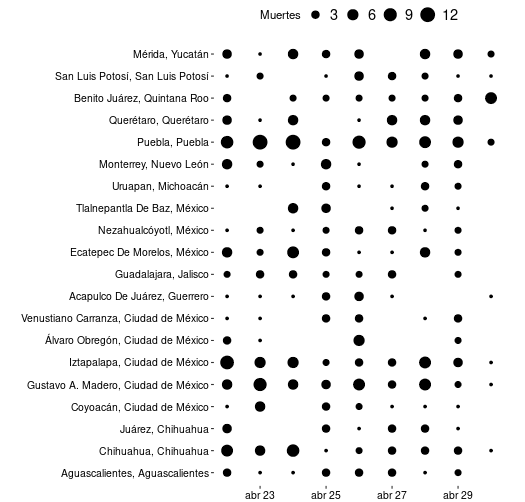 Muertes 3 6 9 12
Mérida, Yucatán
San Luis Potosí, San Luis Potosí
Benito Juárez, Quintana Roo
Querétaro, Querétaro
Puebla, Puebla
Monterrey, Nuevo León
Uruapan, Michoacán
Tlalnepantla De Baz, México
Nezahualcóyotl, México
Ecatepec De Morelos, México
Guadalajara, Jalisco
Acapulco De Juárez, Guerrero
Venustiano Carranza, Ciudad de México
Álvaro Obregón, Ciudad de México
Iztapalapa, Ciudad de México
Gustavo A. Madero, Ciudad de México
Coyoacán, Ciudad de México
Juárez, Chihuahua
Chihuahua, Chihuahua
Aguascalientes, Aguascalientes
abr 23 abr 25 abr 27 abr 29